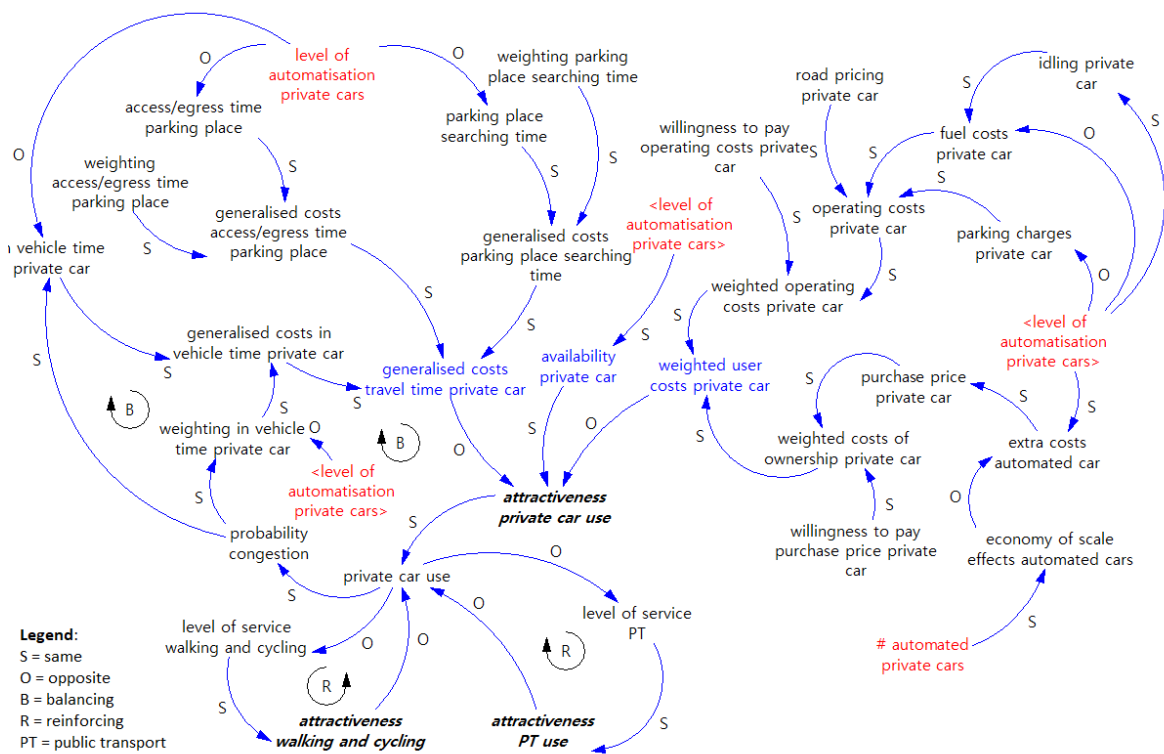 level of
automatisation
private cars
O
O
O
access/egress time
parking place
weighting
access/egress time
parking place
S
S
generalised costs
access/egress time
parking place
weighting parking
place searching time
parking place
searching time
S
S
generalised costs
parking place searching
time
S
S
n vehicle time
private car
S
S
generalised costs in
vehicle time private car
S
S
generalised costs
travel time private car
weighting in vehicle
time private car
O
<level of
automatisation
private cars>
S
B
B
probability
congestion
O
<level of
automatisation
private cars>
S
availability
private car
S
willingness to pay
operating costs private
car
S
road pricing
private car
S
operating costs
private car
S
weighted operating
costs private car
S
weighted user
costs private car
O
idling private
car
S
S
fuel costs
private car
S
O
S
parking charges
private car
O
<level of
automatisation
private cars>
S
purchase price
private car
S
S
extra costs
automated car
weighted costs of
ownership private car
S
S
willingness to pay
purchase price private
car
O
economy of scale
effects automated cars
S
# automated
private cars
attractiveness
private car use
S
private car use
S
O
level of service
PT
O
O
O
R
S
attractiveness
PT use
level of service
walking and cycling
R
S
attractiveness
walking and cycling
Legend:
S = same
O = opposite
B = balancing
R = reinforcing
PT = public transport